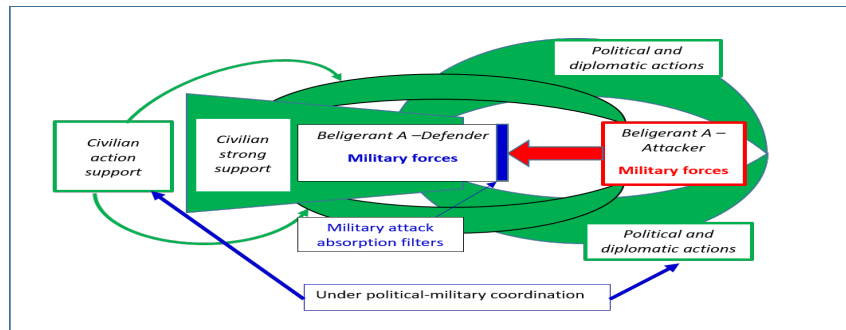 Political and
diplomatic actions
Civilian
action
support
Civilian
strong
support
Beligerant A –Defender
Military forces
Beligerant A –
Attacker
Military forces
Military attack
absorption filters
Political and
diplomatic actions
Under political-military coordination